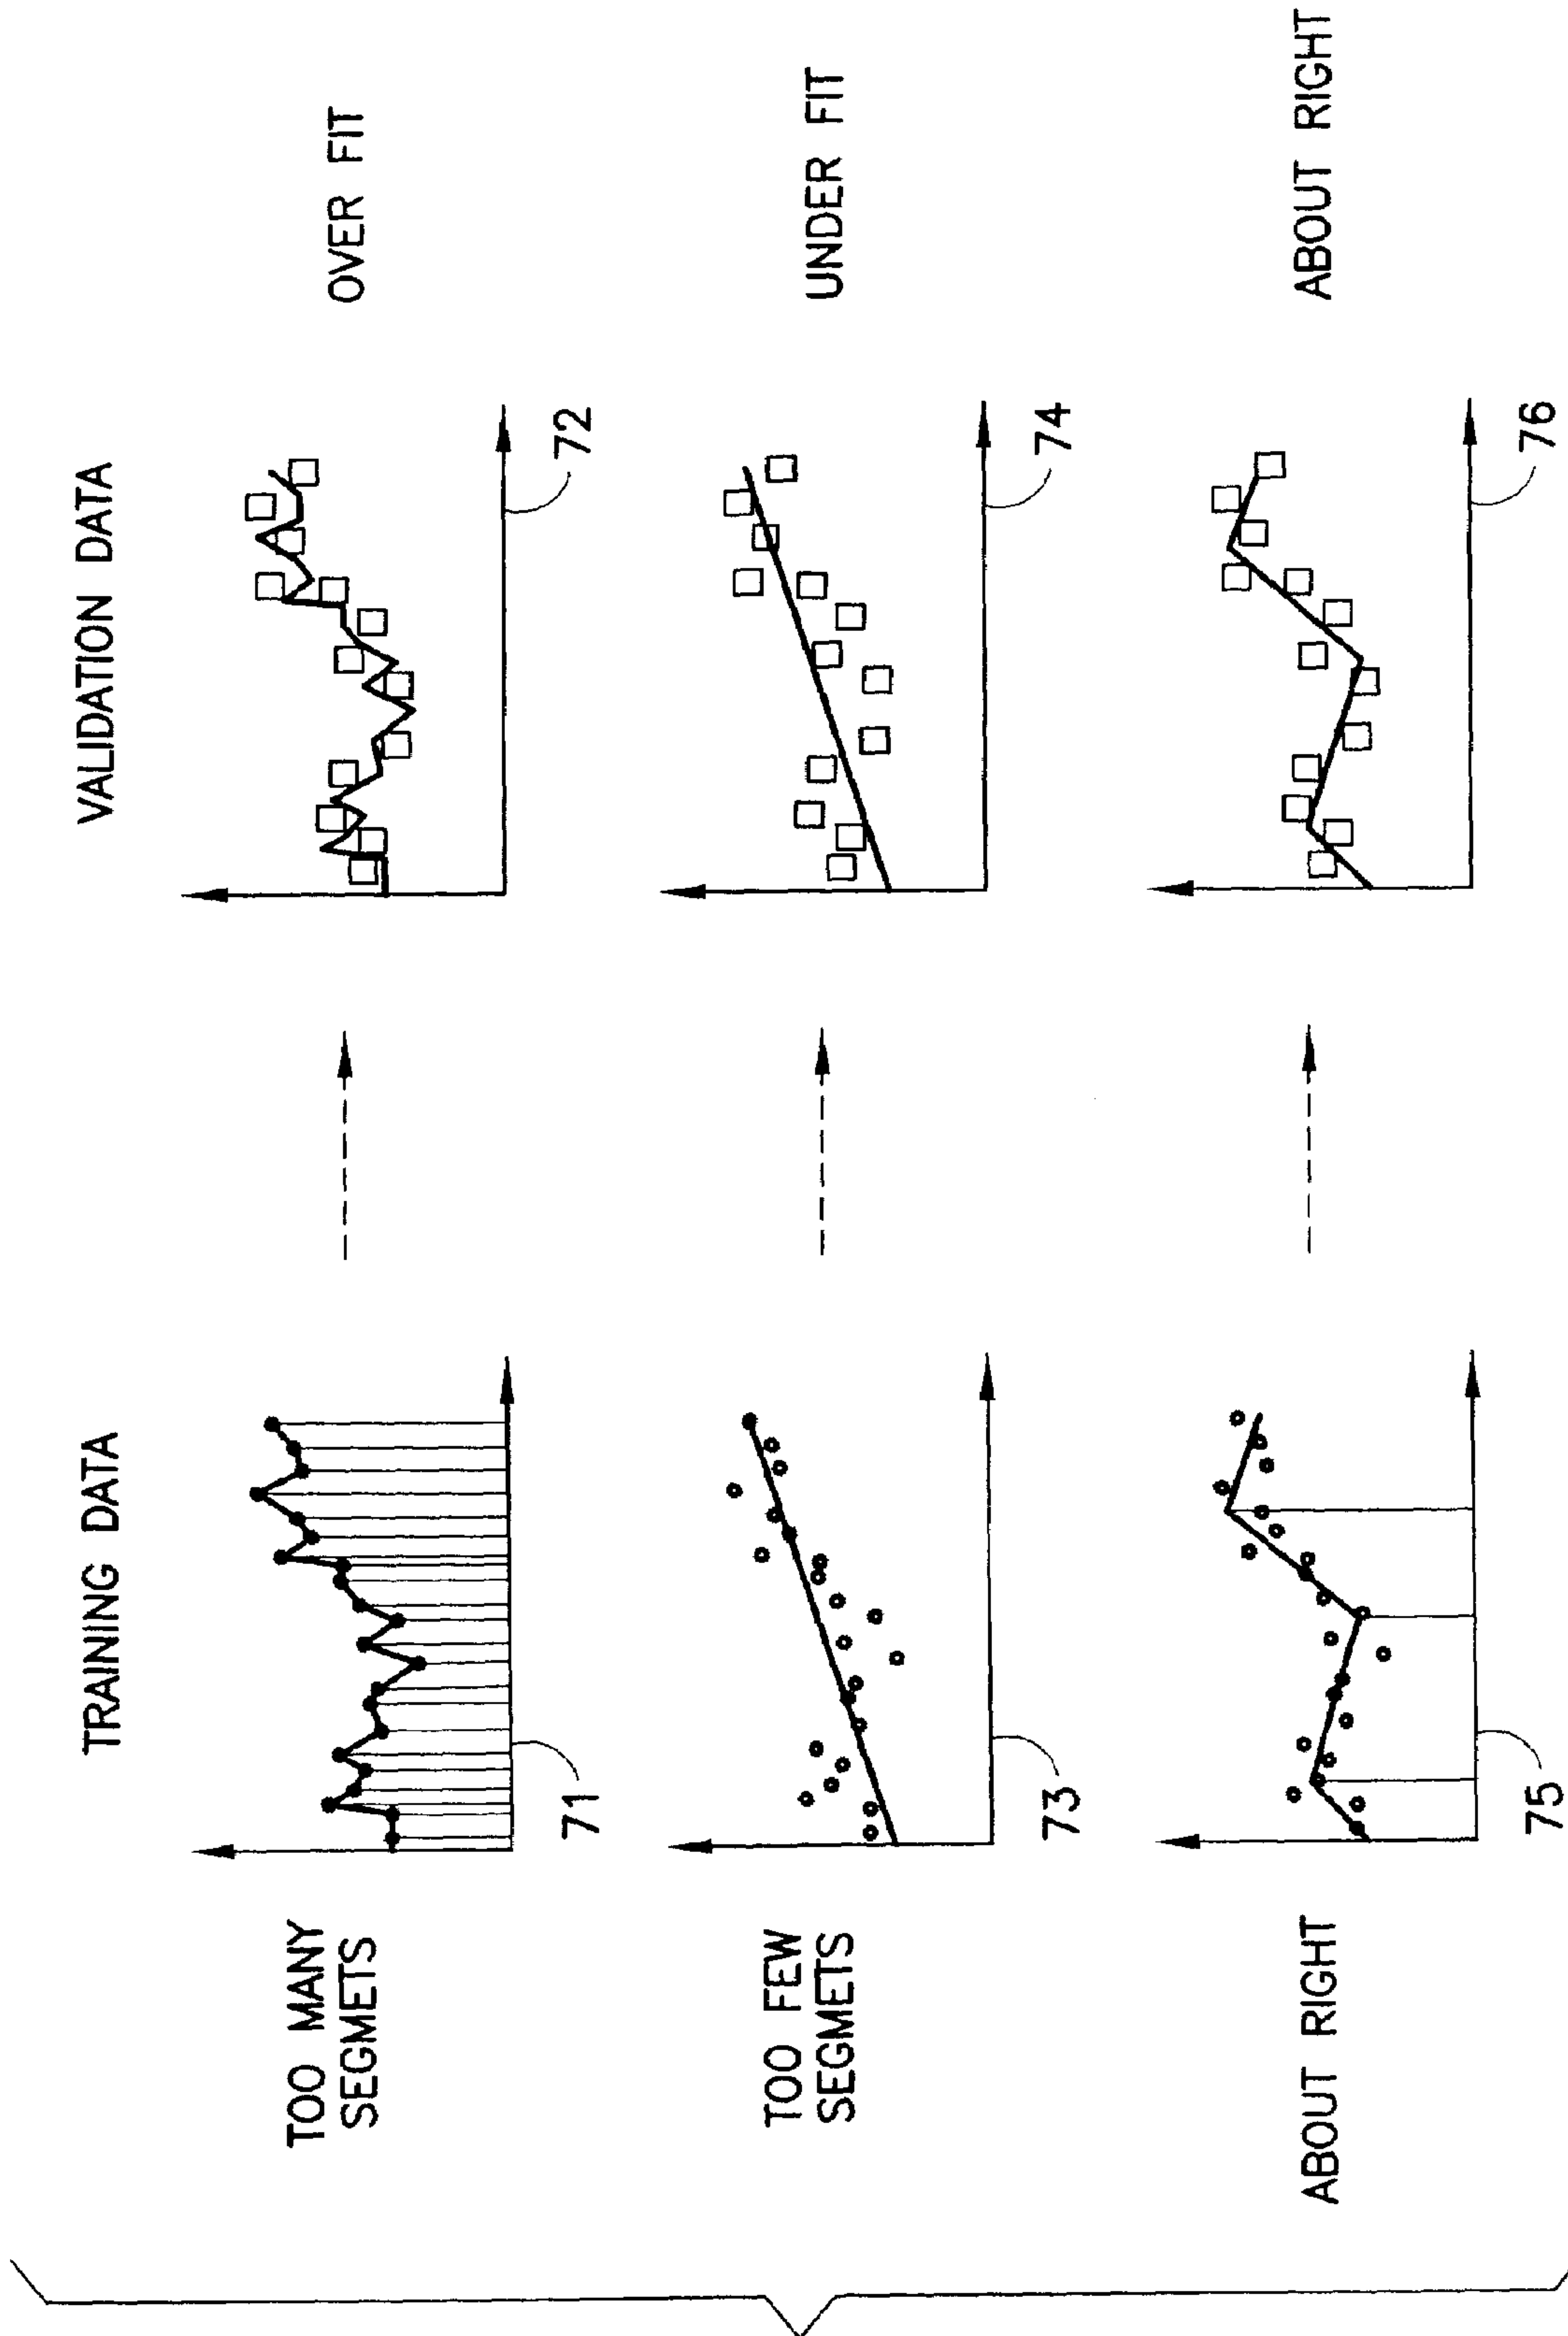 TRAINING DATA
VALIDATION DATA
TOO MANY
SEGMETS
71
72
OVER FIT
TOO FEW
SEGMETS
73
74
UNDER FIT
ABOUT RIGHT
75
76
ABOUT RIGHT